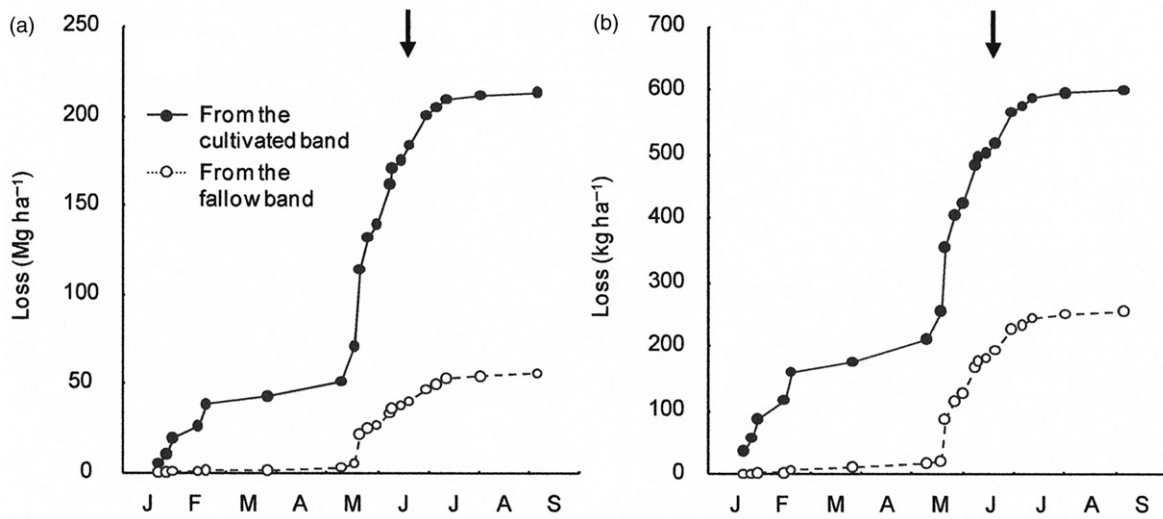 (a)
250
200
150
100
50
0
Loss (Mg ha⁻¹)
From the
cultivated band
From the
fallow band
J F M A M J J A S
(b)
700
600
500
400
300
200
100
0
Loss (kg ha⁻¹)
J F M A M J J A S